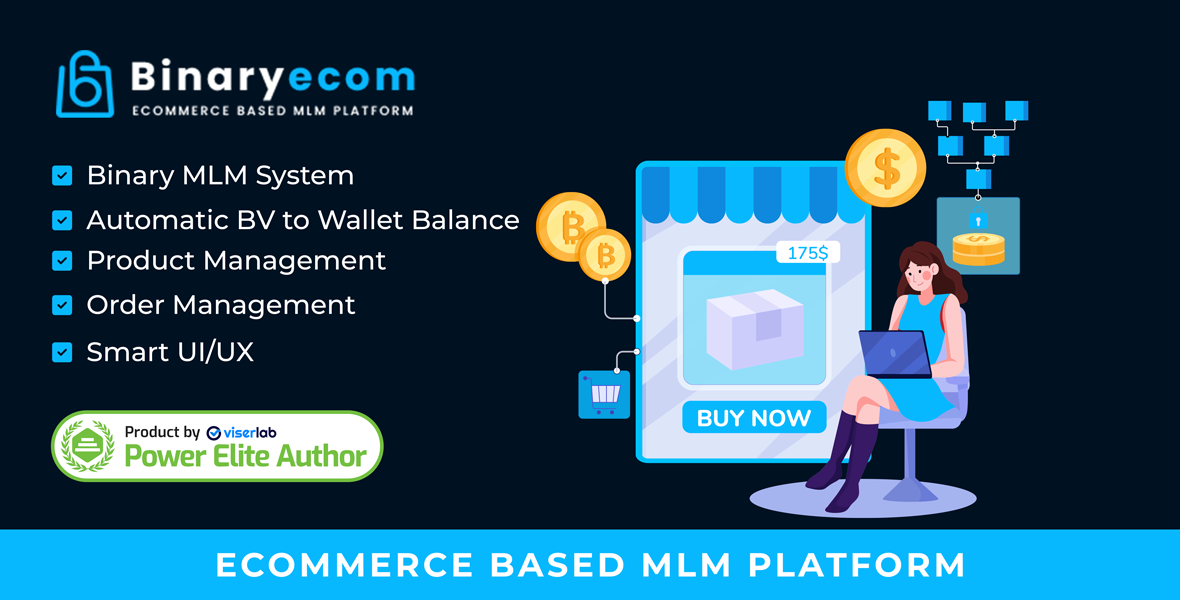 Binaryecom
ECOMMERCE BASED MLM PLATFORM
Binary MLM System
Automatic BV to Wallet Balance
Product Management
Order Management
Smart UI/UX
Product by viserlab
Power Elite Author
175$
BUY NOW
ECOMMERCE BASED MLM PLATFORM